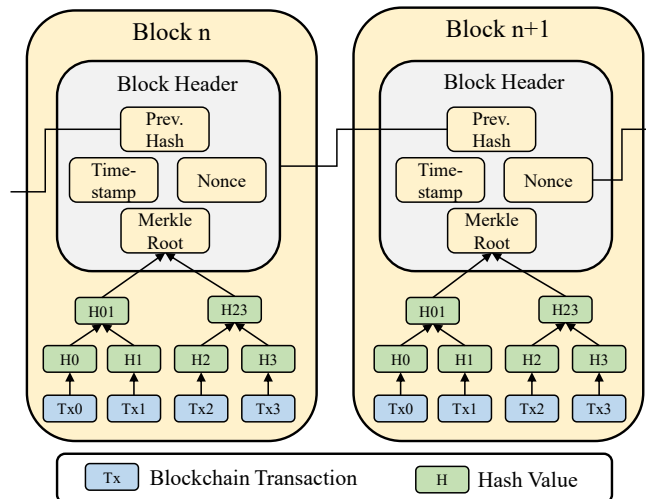 Block n
Block Header
Prev.
Hash
Time-
stamp
Nonce
Merkle
Root
H01
H23
H0
H1
H2
H3
Tx0
Tx1
Tx2
Tx3
Block n+1
Block Header
Prev.
Hash
Time-
stamp
Nonce
Merkle
Root
H01
H23
H0
H1
H2
H3
Tx0
Tx1
Tx2
Tx3
Tx Blockchain Transaction
H Hash Value